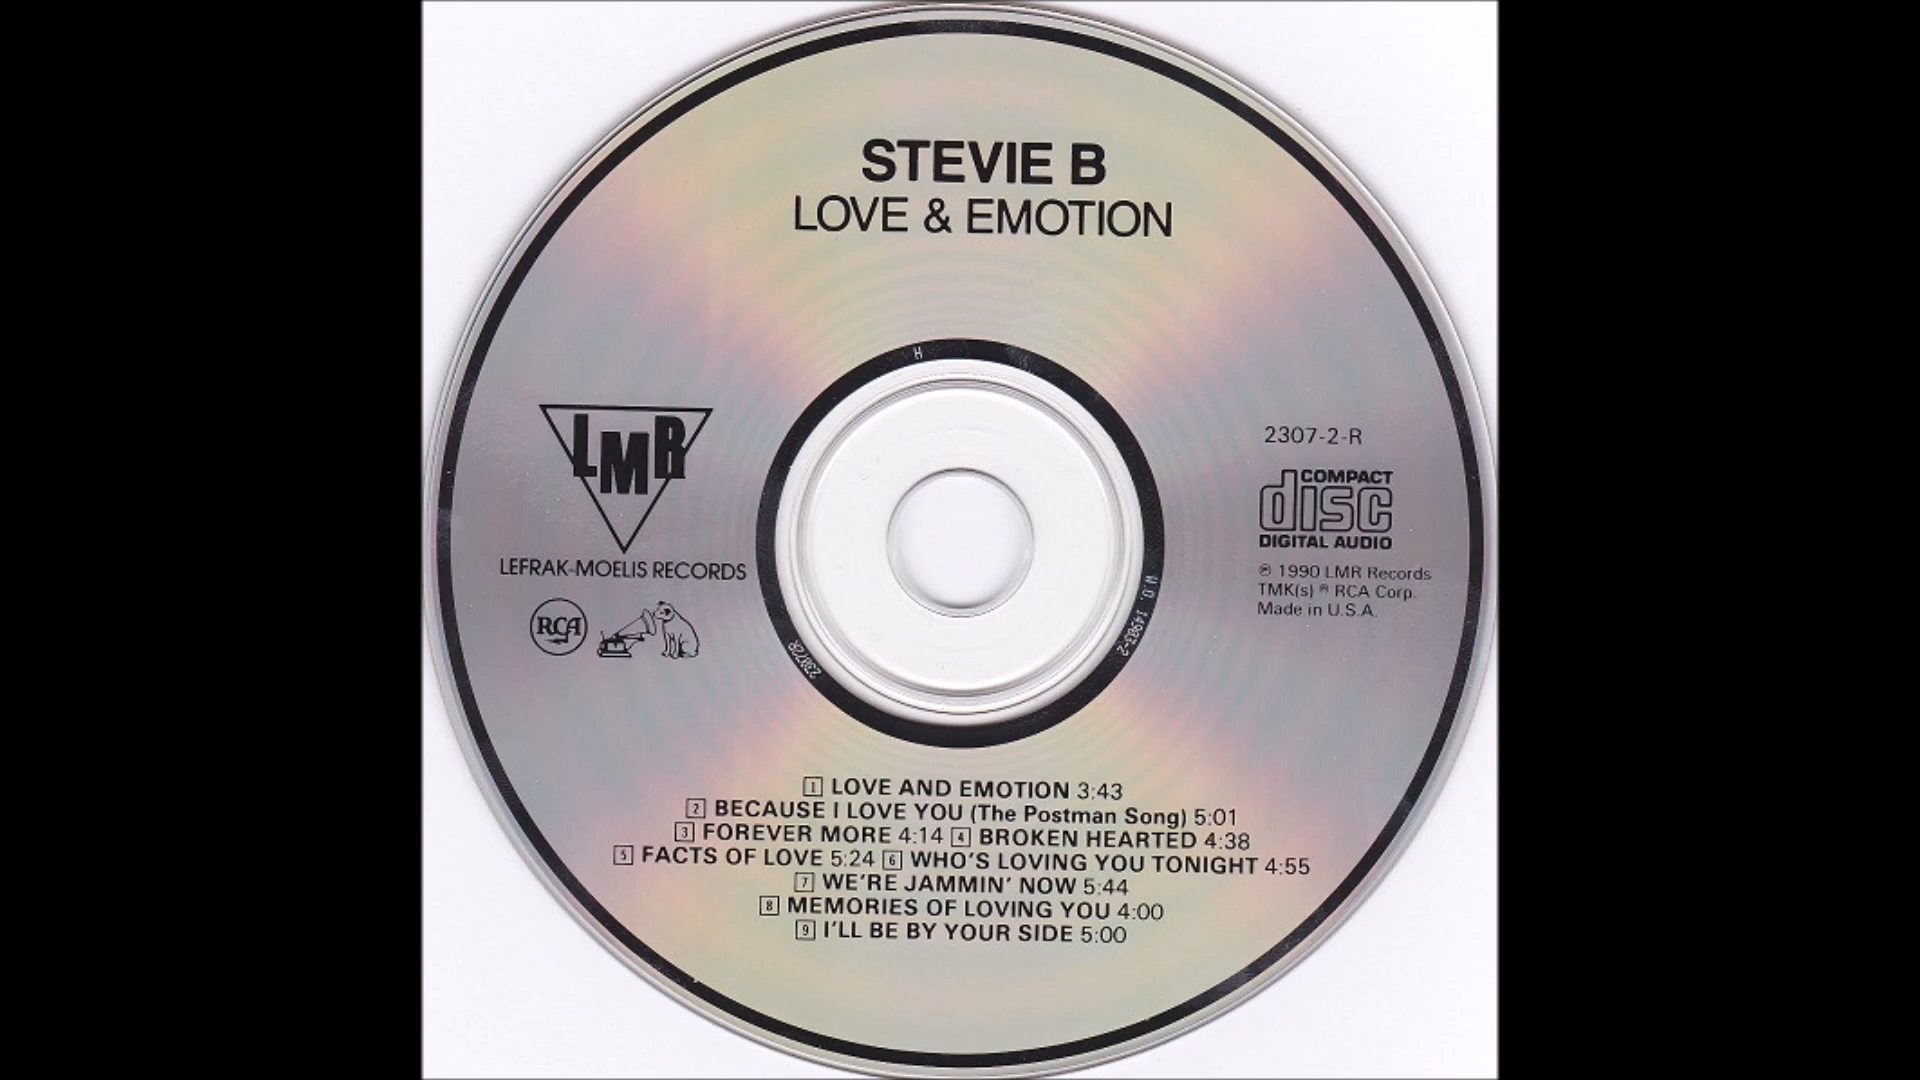 STEVIE B
LOVE & EMOTION
H
LMR
LEFRAK-MOELIS RECORDS
RCA
2307-2-R
COMPACT
disc
DIGITAL AUDIO
℗ 1990 LMR Records
TMK(s) ® RCA Corp.
Made in U.S.A.
W.O. 14903-2
23072R
1 LOVE AND EMOTION 3:43
2 BECAUSE I LOVE YOU (The Postman Song) 5:01
3 FOREVER MORE 4:14 4 BROKEN HEARTED 4:38
5 FACTS OF LOVE 5:24 6 WHO'S LOVING YOU TONIGHT 4:55
7 WE'RE JAMMIN' NOW 5:44
8 MEMORIES OF LOVING YOU 4:00
9 I'LL BE BY YOUR SIDE 5:00